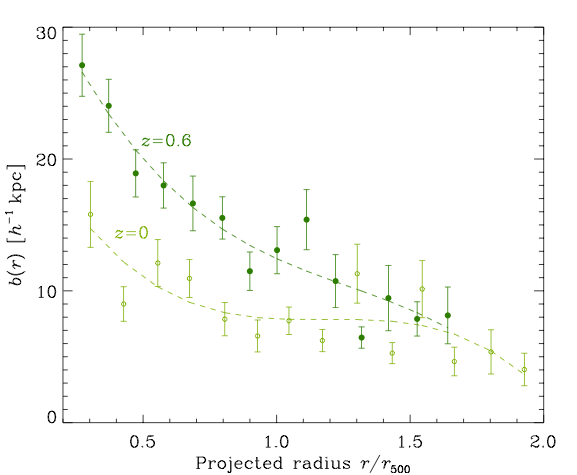 30
20
10
0
b(r) [h⁻¹ kpc]
z=0.6
z=0
0.5 1.0 1.5 2.0
Projected radius r/r₅₀₀